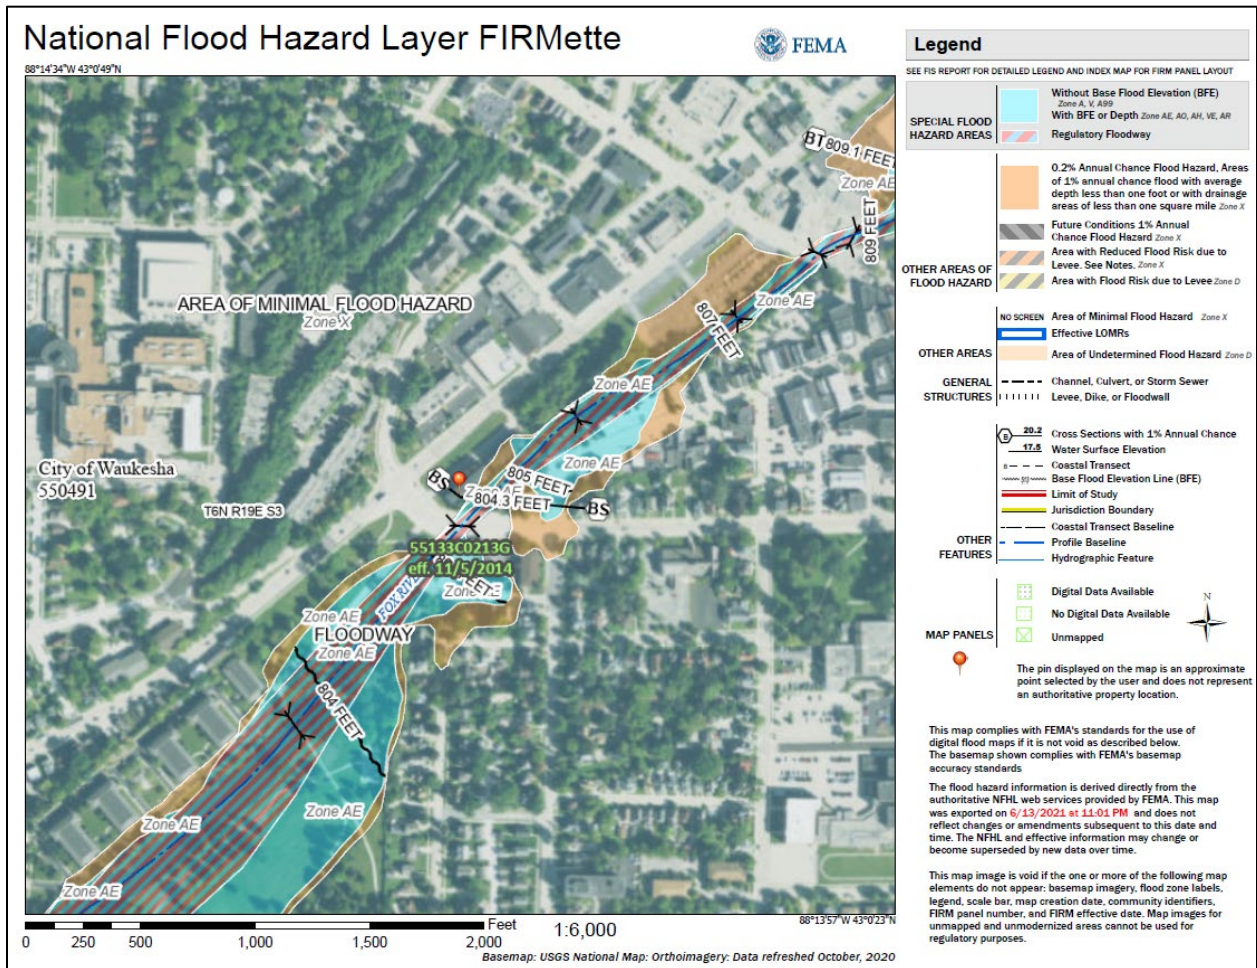 National Flood Hazard Layer FIRMette
FEMA
88°14'34"W 43°0'49"N
BT
809.1 FEET
Zone AE
809 FEET
Zone AE
807 FEET
AREA OF MINIMAL FLOOD HAZARD
Zone X
Zone AE
Zone AE
805 FEET
BS
Zone AE
804.3 FEET
BS
City of Waukesha
550491
T6N R19E S3
55133C0213G
eff. 11/5/2014
FOX RIVE
Zone AE
FLOODWAY
Zone AE
804 FEET
Zone AE
Zone AE
Zone AE
88°13'57"W 43°0'23"N
0 250 500 1,000 1,500 2,000 Feet
1:6,000
Basemap: USGS National Map: Orthoimagery: Data refreshed October, 2020
Legend
SEE FIS REPORT FOR DETAILED LEGEND AND INDEX MAP FOR FIRM PANEL LAYOUT
SPECIAL FLOOD
HAZARD AREAS
Without Base Flood Elevation (BFE)
Zone A, V, A99
With BFE or Depth Zone AE, AO, AH, VE, AR
Regulatory Floodway
OTHER AREAS OF
FLOOD HAZARD
0.2% Annual Chance Flood Hazard, Areas
of 1% annual chance flood with average
depth less than one foot or with drainage
areas of less than one square mile Zone X
Future Conditions 1% Annual
Chance Flood Hazard Zone X
Area with Reduced Flood Risk due to
Levee. See Notes. Zone X
Area with Flood Risk due to Levee Zone D
OTHER AREAS
NO SCREEN Area of Minimal Flood Hazard Zone X
Effective LOMRs
Area of Undetermined Flood Hazard Zone D
GENERAL
STRUCTURES
Channel, Culvert, or Storm Sewer
Levee, Dike, or Floodwall
OTHER
FEATURES
B 20.2 Cross Sections with 1% Annual Chance
17.5 Water Surface Elevation
Coastal Transect
Base Flood Elevation Line (BFE)
Limit of Study
Jurisdiction Boundary
Coastal Transect Baseline
Profile Baseline
Hydrographic Feature
MAP PANELS
Digital Data Available
No Digital Data Available
Unmapped
N
The pin displayed on the map is an approximate
point selected by the user and does not represent
an authoritative property location.
This map complies with FEMA's standards for the use of
digital flood maps if it is not void as described below.
The basemap shown complies with FEMA's basemap
accuracy standards
The flood hazard information is derived directly from the
authoritative NFHL web services provided by FEMA. This map
was exported on 6/13/2021 at 11:01 PM and does not
reflect changes or amendments subsequent to this date and
time. The NFHL and effective information may change or
become superseded by new data over time.
This map image is void if the one or more of the following map
elements do not appear: basemap imagery, flood zone labels,
legend, scale bar, map creation date, community identifiers,
FIRM panel number, and FIRM effective date. Map images for
unmapped and unmodernized areas cannot be used for
regulatory purposes.